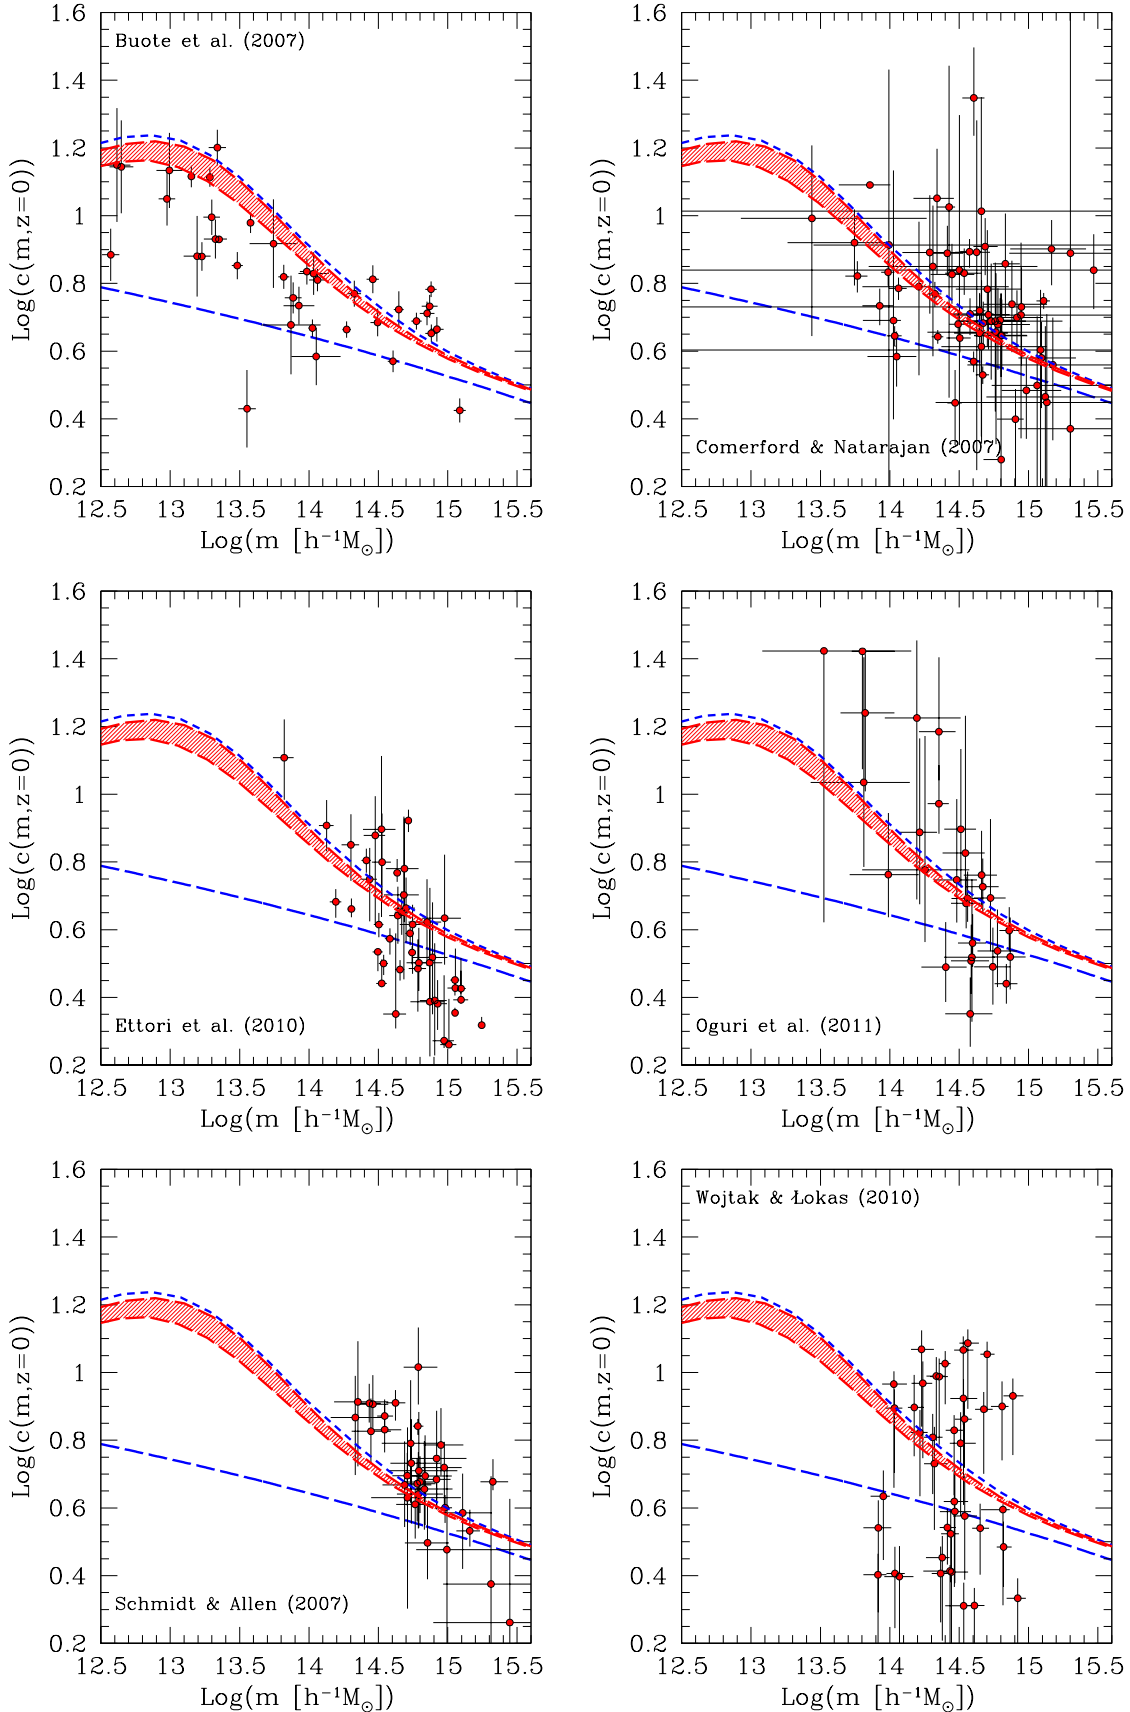 Buote et al. (2007)
Log(c(m,z=0))
1.6
1.4
1.2
1
0.8
0.6
0.4
0.2
12.5 13 13.5 14 14.5 15 15.5
Log(m [h⁻¹M☉])
Comerford & Natarajan (2007)
Log(c(m,z=0))
1.6
1.4
1.2
1
0.8
0.6
0.4
0.2
12.5 13 13.5 14 14.5 15 15.5
Log(m [h⁻¹M☉])
Ettori et al. (2010)
Log(c(m,z=0))
1.6
1.4
1.2
1
0.8
0.6
0.4
0.2
12.5 13 13.5 14 14.5 15 15.5
Log(m [h⁻¹M☉])
Oguri et al. (2011)
Log(c(m,z=0))
1.6
1.4
1.2
1
0.8
0.6
0.4
0.2
12.5 13 13.5 14 14.5 15 15.5
Log(m [h⁻¹M☉])
Schmidt & Allen (2007)
Log(c(m,z=0))
1.6
1.4
1.2
1
0.8
0.6
0.4
0.2
12.5 13 13.5 14 14.5 15 15.5
Log(m [h⁻¹M☉])
Wojtak & Łokas (2010)
Log(c(m,z=0))
1.6
1.4
1.2
1
0.8
0.6
0.4
0.2
12.5 13 13.5 14 14.5 15 15.5
Log(m [h⁻¹M☉])